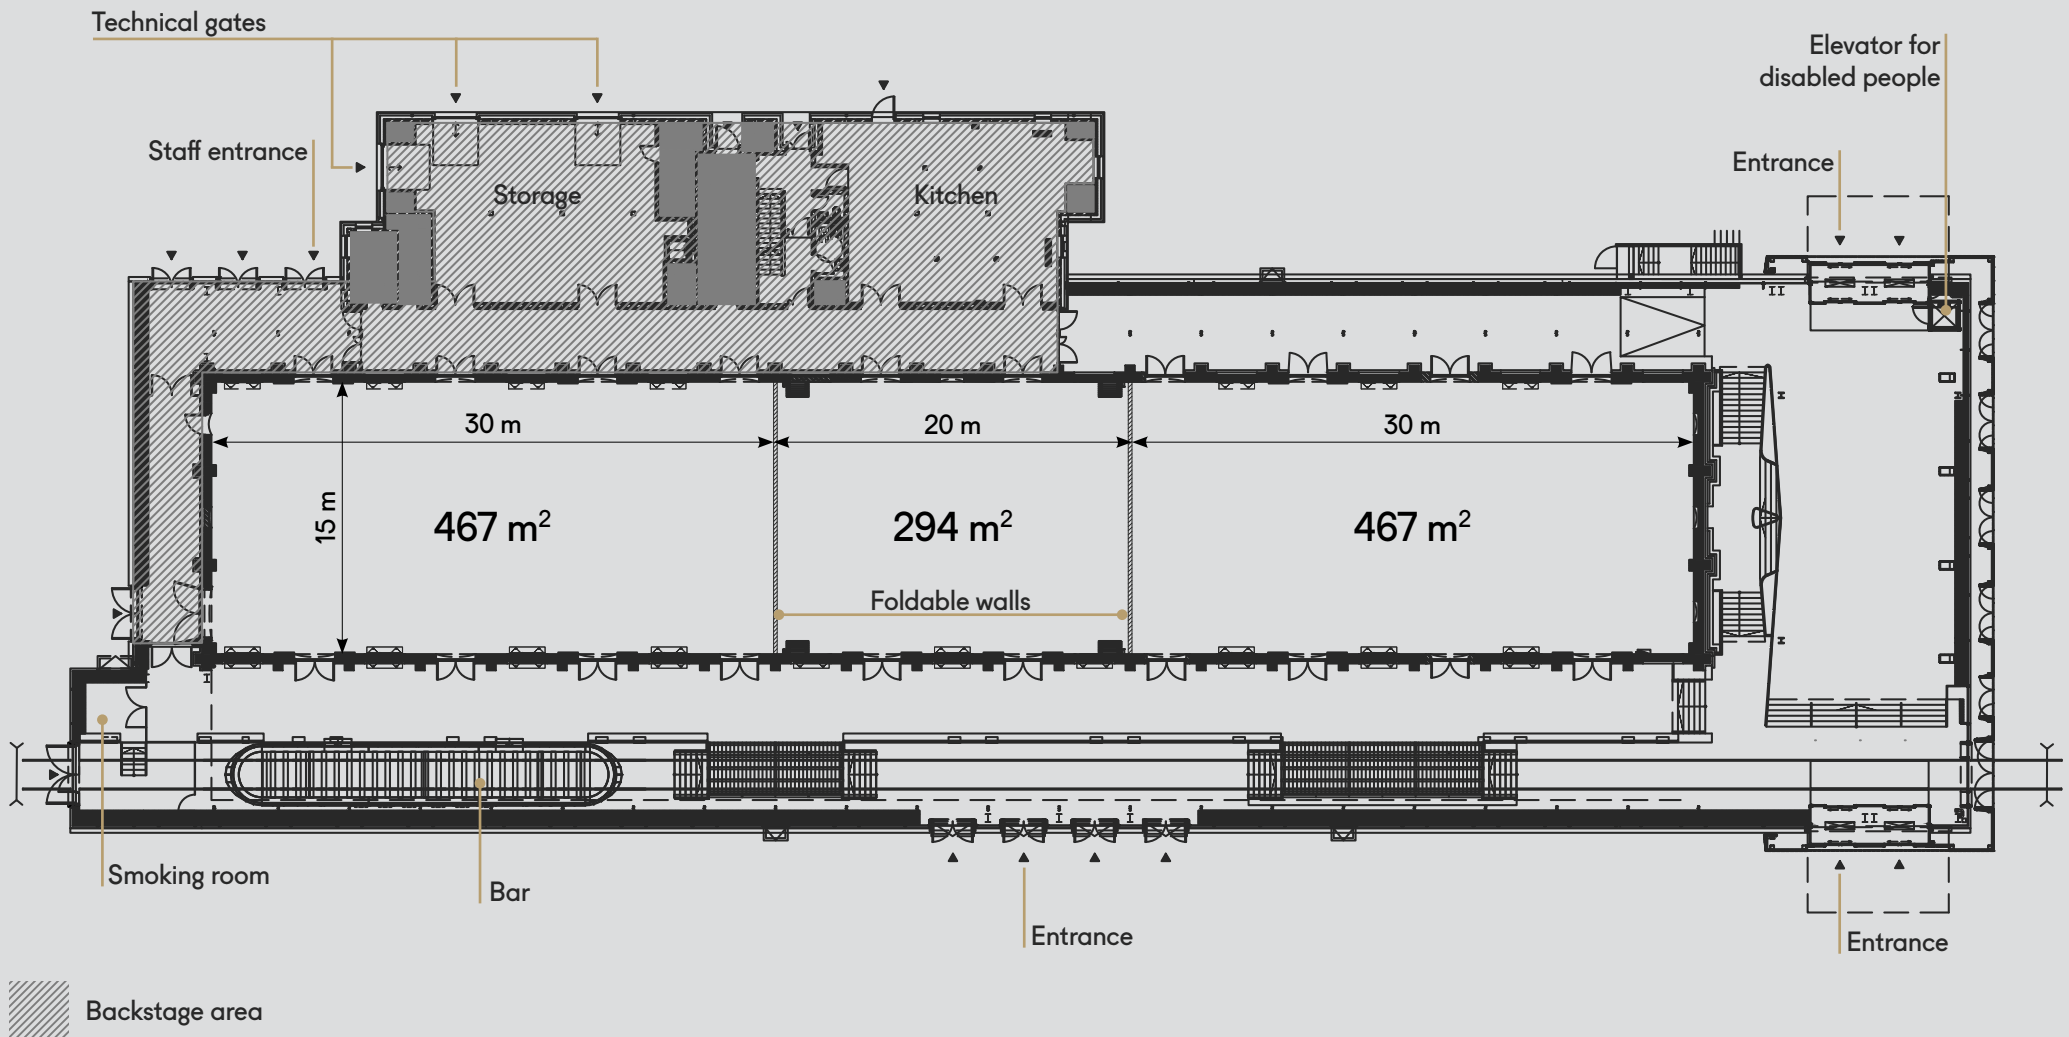 Technical gates
Elevator for
disabled people
Staff entrance
Entrance
Storage
Kitchen
30 m
20 m
30 m
15 m
467 m²
294 m²
467 m²
Foldable walls
Smoking room
Bar
Entrance
Entrance
Backstage area